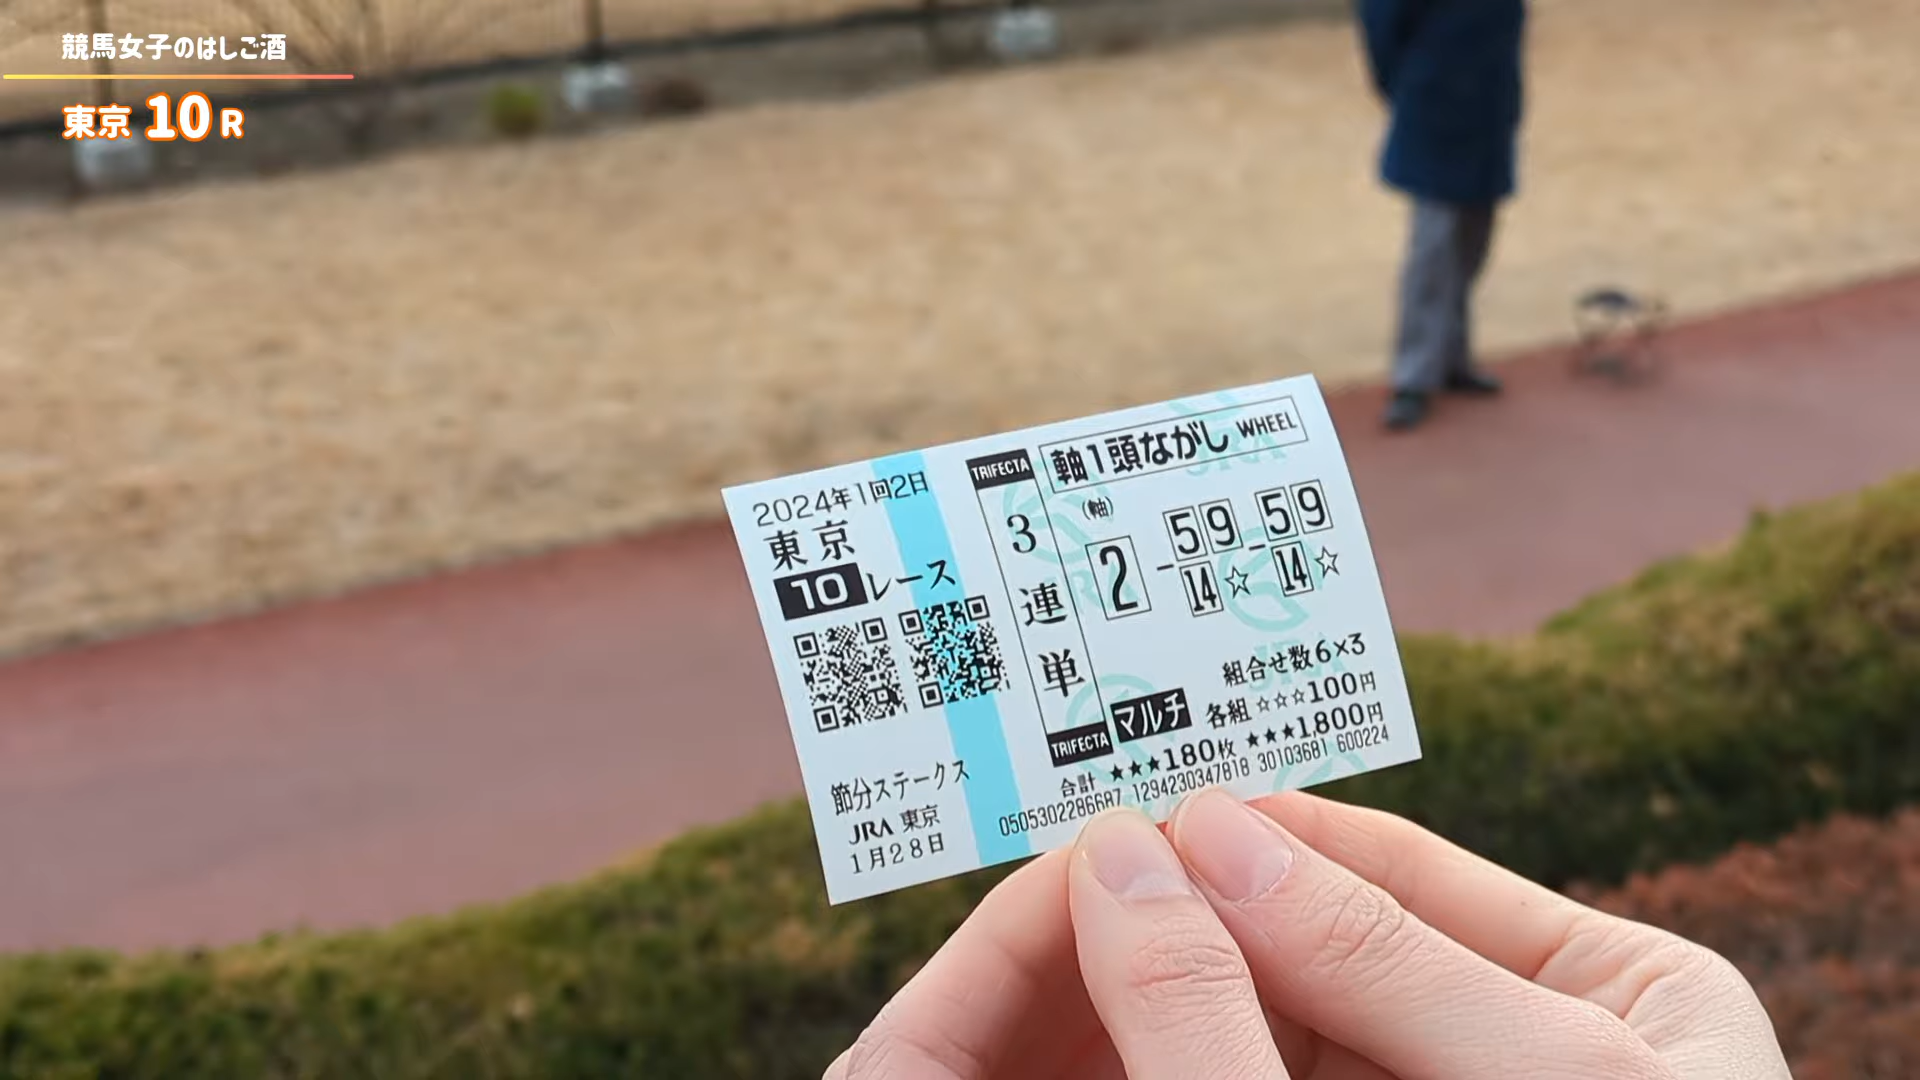 競馬女子のはしご酒
東京 10 R
2024年1回2日
東京
10 レース
節分ステークス
JRA 東京
1月28日
TRIFECTA
3連単
TRIFECTA
軸1頭ながし WHEEL
(軸)
2 - 5 9 - 5 9
14 ☆ 14 ☆
組合せ数6×3
マルチ 各組 ☆☆☆100円
合計 ★★★180枚 ★★★1,800円
0505302286687 1294230347818 30103681 600224
JRA